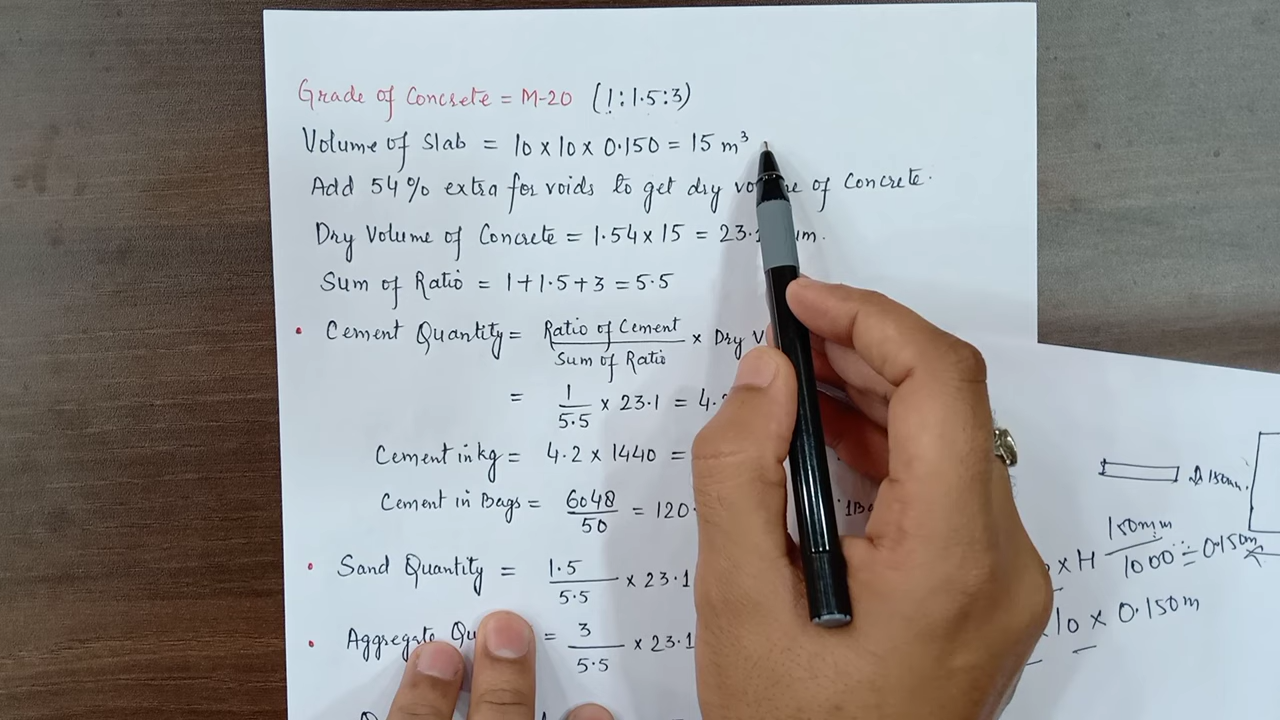 Grade of Concrete = M-20 (1:1.5:3)
Volume of Slab = 10 x 10 x 0.150 = 15 m³
Add 54% extra for voids to get dry of Concrete.
Dry Volume of Concrete = 1.54 x 15 = 23.
Sum of Ratio = 1+1.5+3 = 5.5
• Cement Quantity = Ratio of Cement / Sum of Ratio x Dry
= 1/5.5 x 23.1 = 4.
Cement in kg = 4.2 x 1440 =
Cement in Bags = 6048/50 = 120.
• Sand Quantity = 1.5/5.5 x 23.1
• Aggregate = 3/5.5 x 23.1
150mm
x H 150mm/1000 = 0.150m
10 x 0.150m